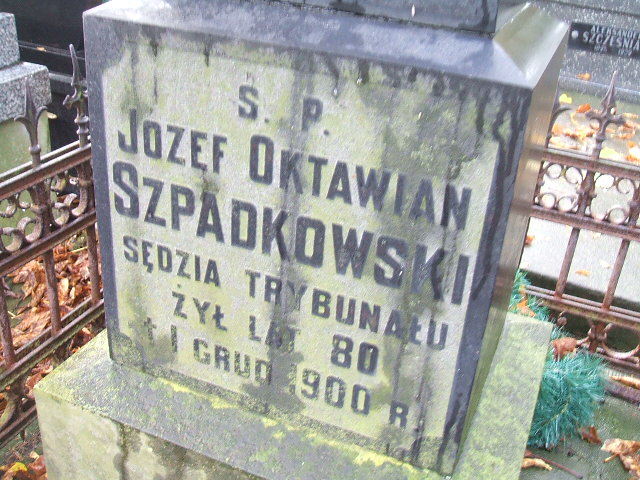 S. P.
JOZEF OKTAWIAN
SZPADKOWSKI
SĘDZIA TRYBUNAŁU
ŻYŁ LAT 80
† 1 GRUD 1900 R.